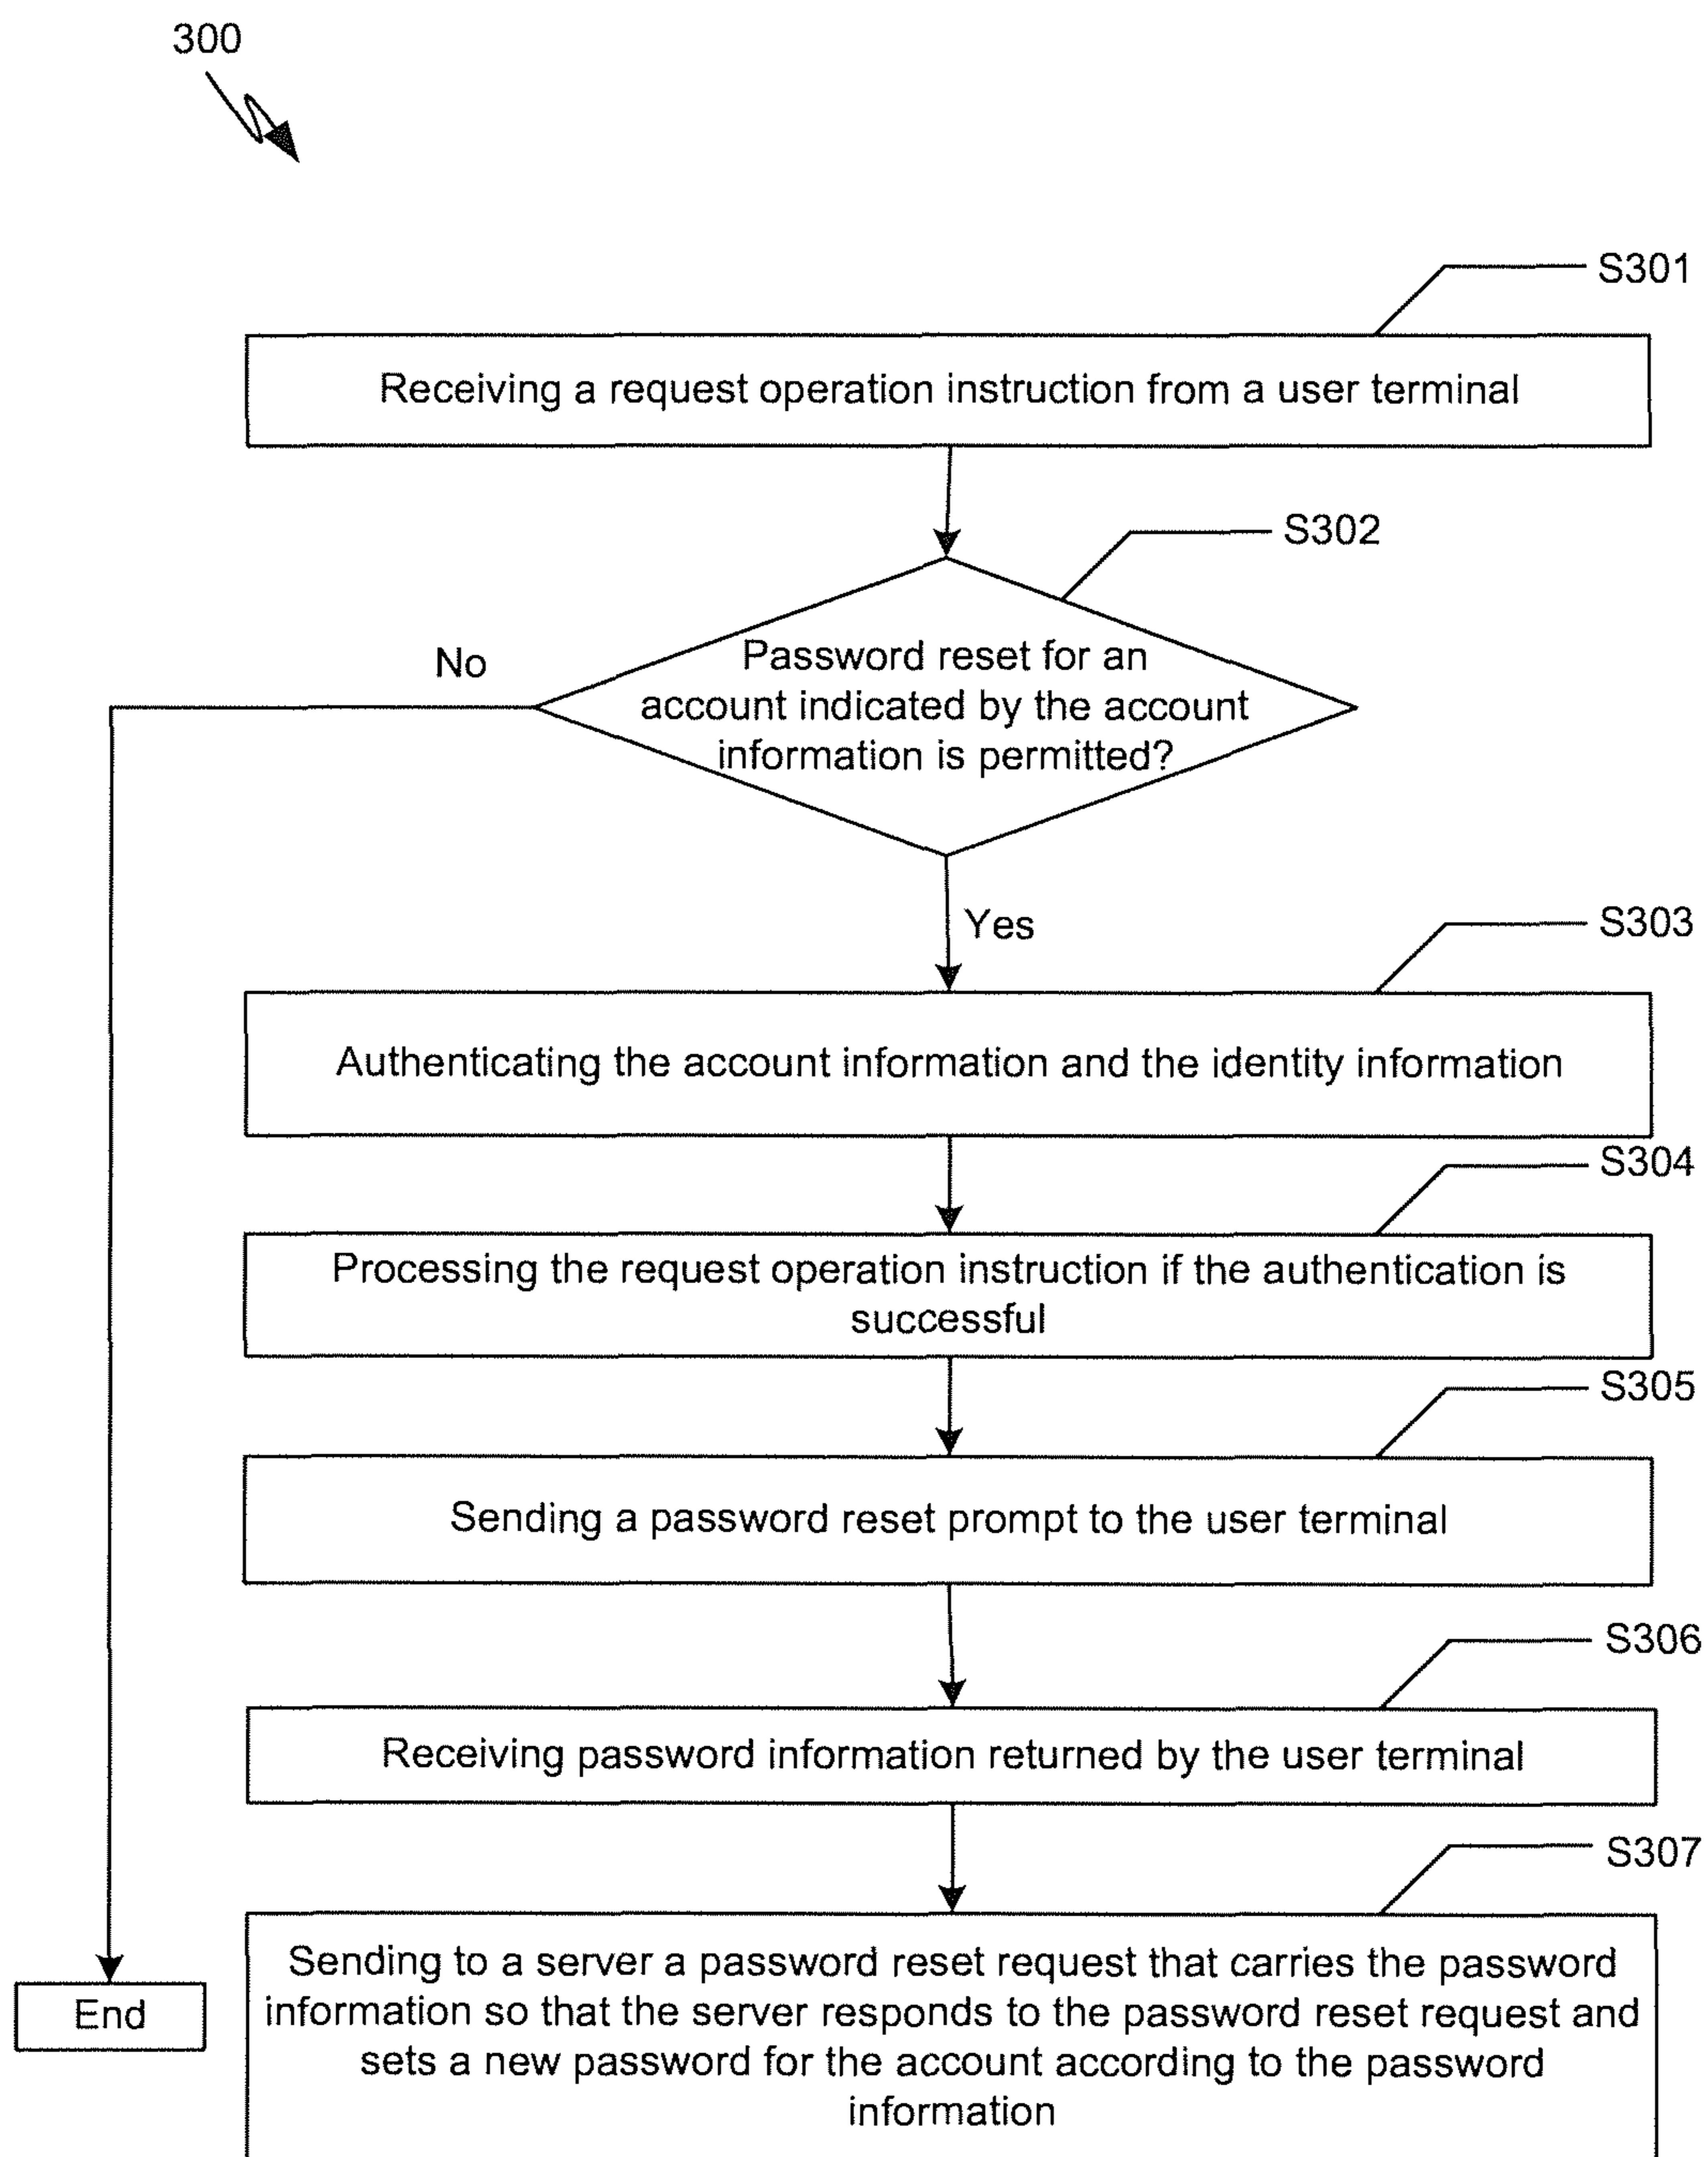 300
S301
Receiving a request operation instruction from a user terminal
S302
No
Password reset for an
account indicated by the account
information is permitted?
Yes
S303
Authenticating the account information and the identity information
S304
Processing the request operation instruction if the authentication is
successful
S305
Sending a password reset prompt to the user terminal
S306
Receiving password information returned by the user terminal
S307
Sending to a server a password reset request that carries the password
information so that the server responds to the password reset request and
sets a new password for the account according to the password
information
End